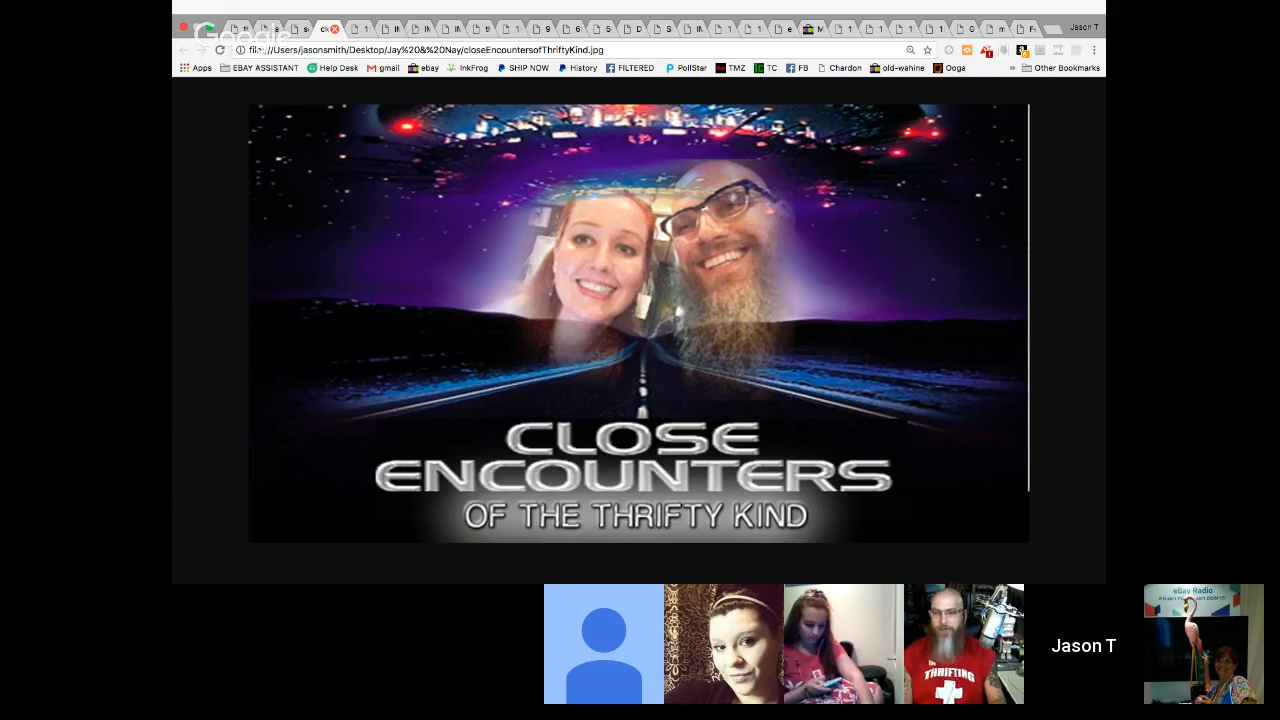 Google
Jason T
file:///Users/jasonsmith/Desktop/Jay%20&%20Nay/closeEncountersofThriftyKind.jpg
Apps EBAY ASSISTANT Go Desk gmail ebay InkFrog SHIP NOW History FILTERED PollStar TMZ TC FB Chardon old-wahine Ooga » Other Bookmarks
CLOSE
ENCOUNTERS
OF THE THRIFTY KIND
THRIFTING
Jason T
eBay Radio